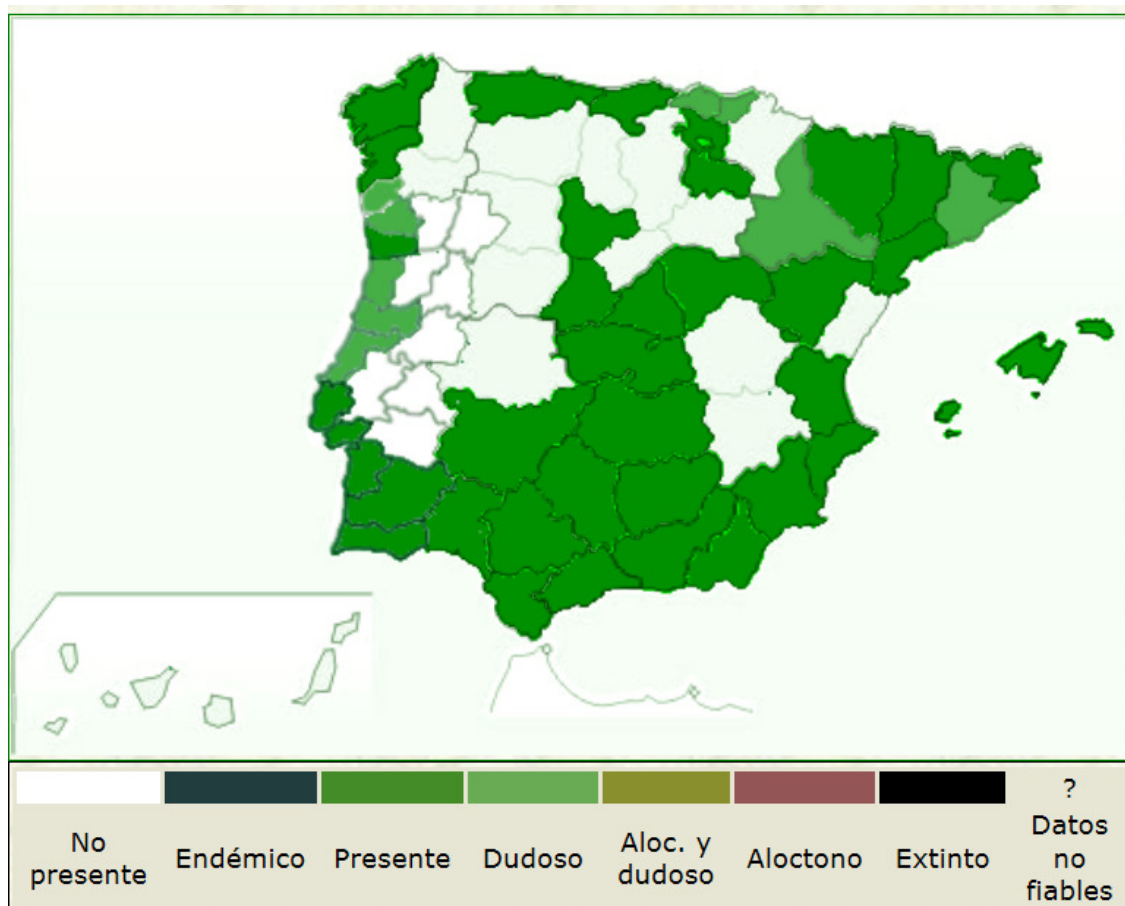 No
presente
Endémico
Presente
Dudoso
Aloc. y
dudoso
Aloctono
Extinto
?
Datos
no
fiables